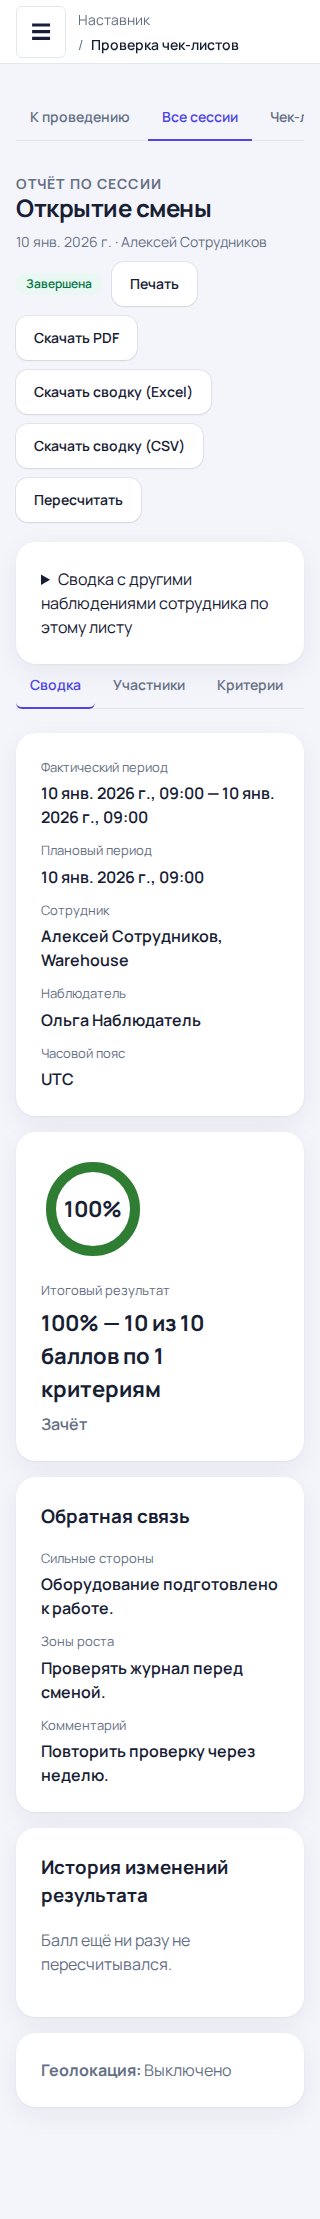 Наставник
/ Проверка чек-листов
К проведению
Все сессии
ОТЧЁТ ПО СЕССИИ
Открытие смены
10 янв. 2026 г. · Алексей Сотрудников
Завершена
Печать
Скачать PDF
Скачать сводку (Excel)
Скачать сводку (CSV)
Пересчитать
▶ Сводка с другими
наблюдениями сотрудника по
этому листу
Сводка
Участники
Критерии
Фактический период
10 янв. 2026 г., 09:00 — 10 янв.
2026 г., 09:00
Плановый период
10 янв. 2026 г., 09:00
Сотрудник
Алексей Сотрудников,
Warehouse
Наблюдатель
Ольга Наблюдатель
Часовой пояс
UTC
100%
Итоговый результат
100% — 10 из 10
баллов по 1
критериям
Зачёт
Обратная связь
Сильные стороны
Оборудование подготовлено
к работе.
Зоны роста
Проверять журнал перед
сменой.
Комментарий
Повторить проверку через
неделю.
История изменений
результата
Балл ещё ни разу не
пересчитывался.
Геолокация: Выключено